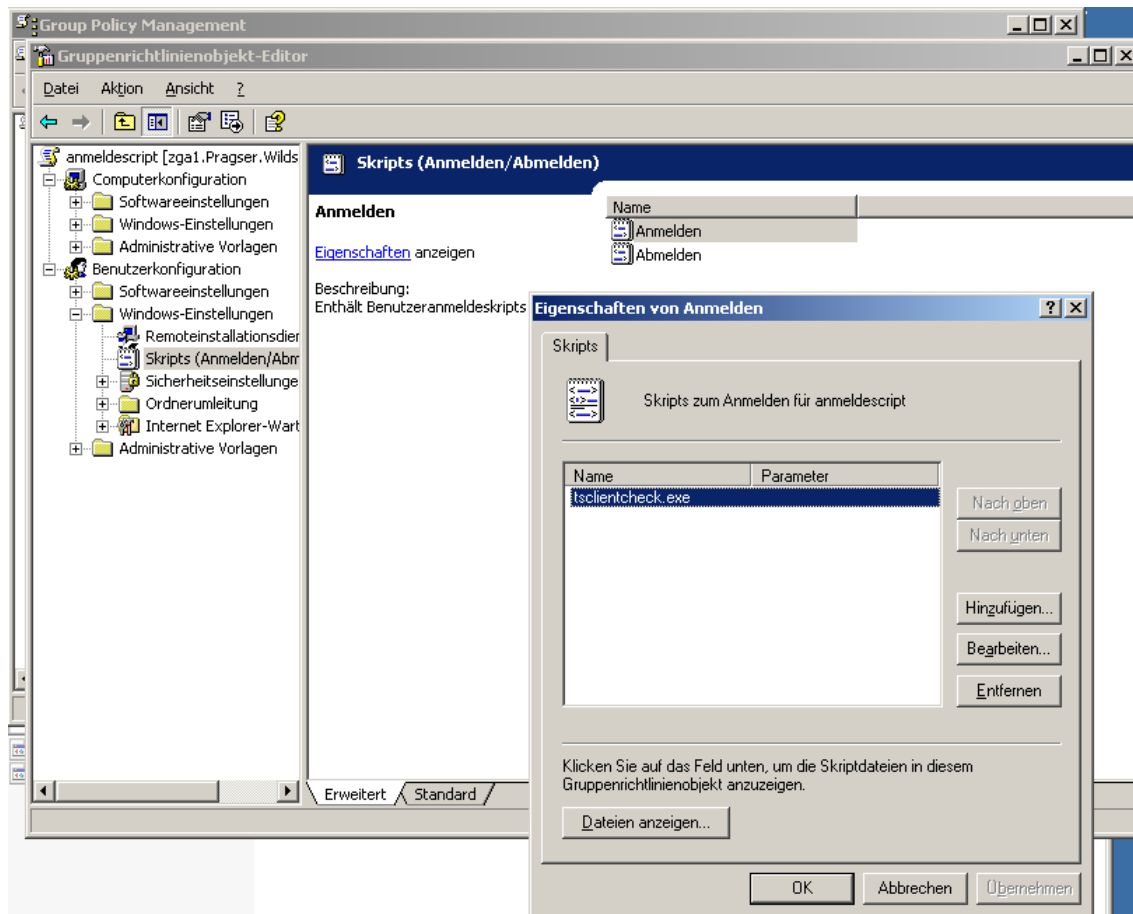 Group Policy Management
Gruppenrichtlinienobjekt-Editor
Datei Aktion Ansicht ?
anmeldescript [zga1.Pragser.Wilds
Computerkonfiguration
Softwareeinstellungen
Windows-Einstellungen
Administrative Vorlagen
Benutzerkonfiguration
Softwareeinstellungen
Windows-Einstellungen
Remoteinstallationsdier
Skripts (Anmelden/Abm
Sicherheitseinstellunge
Ordnerumleitung
Internet Explorer-Wart
Administrative Vorlagen
Skripts (Anmelden/Abmelden)
Anmelden
Eigenschaften anzeigen
Beschreibung:
Enthält Benutzeranmeldeskripts
Name
Anmelden
Abmelden
Erweitert Standard
Eigenschaften von Anmelden
Skripts
Skripts zum Anmelden für anmeldescript
Name Parameter
tsclientcheck.exe
Nach oben
Nach unten
Hinzufügen...
Bearbeiten...
Entfernen
Klicken Sie auf das Feld unten, um die Skriptdateien in diesem
Gruppenrichtlinienobjekt anzuzeigen.
Dateien anzeigen...
OK Abbrechen Übernehmen